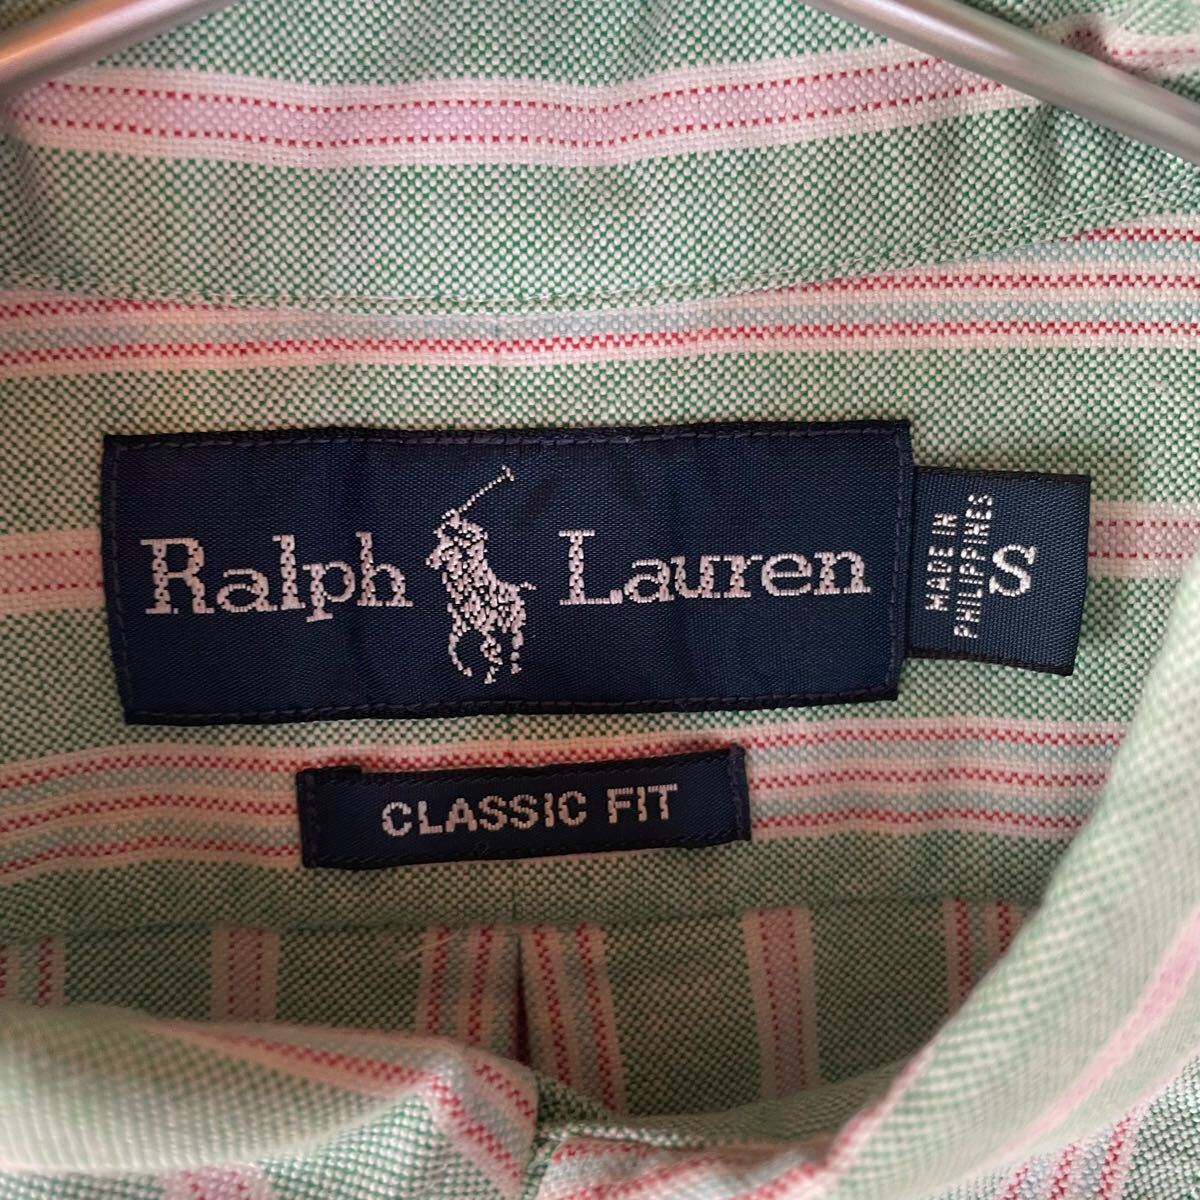 Ralph Lauren
MADE IN
PHILIPPINES
S
CLASSIC FIT